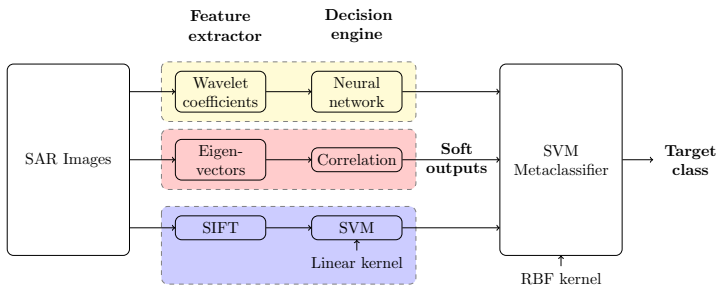 Feature
extractor
Decision
engine
SAR Images
Wavelet
coefficients
Neural
network
Eigen-
vectors
Correlation
Soft
outputs
SIFT
SVM
Linear kernel
SVM
Metaclassifier
RBF kernel
Target
class